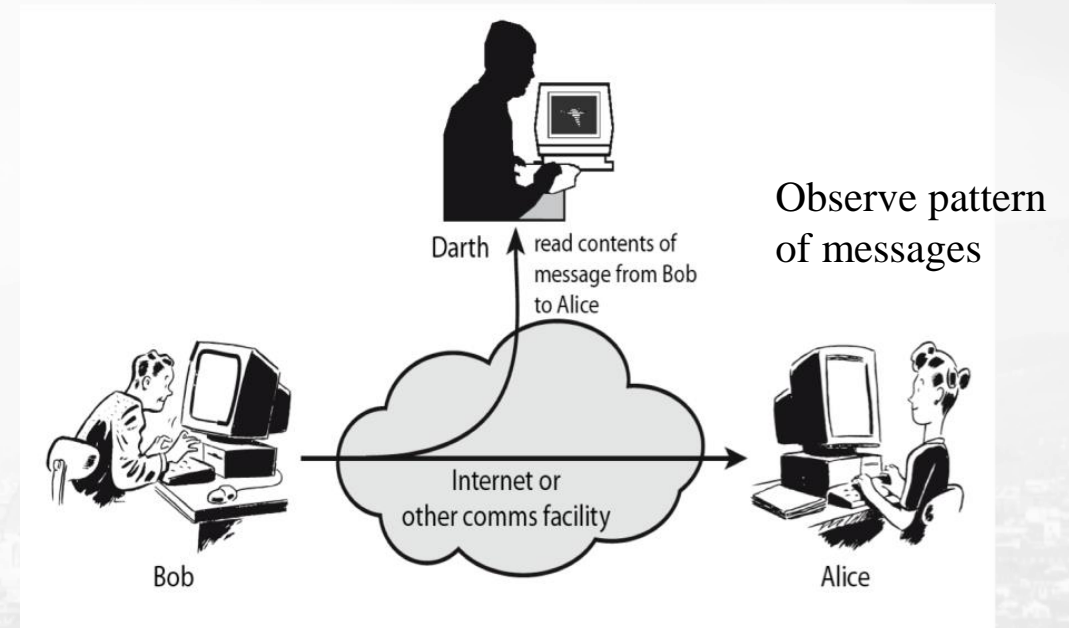 Observe pattern
of messages
Darth
read contents of
message from Bob
to Alice
Internet or
other comms facility
Bob
Alice